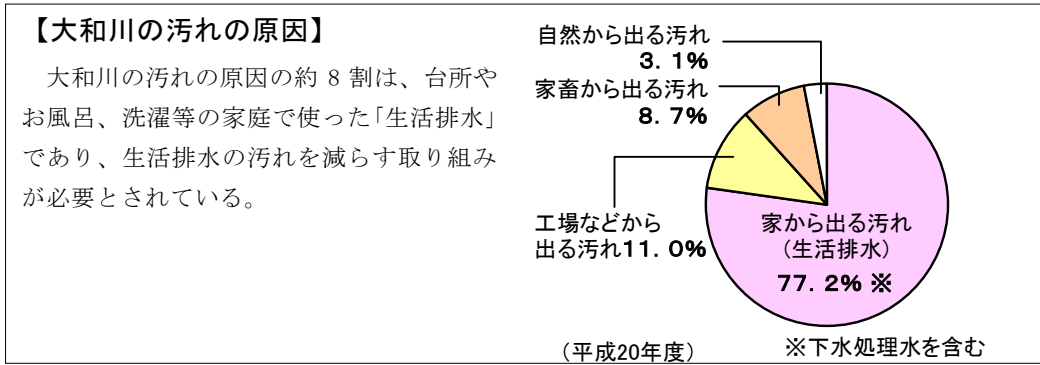 【大和川の汚れの原因】
大和川の汚れの原因の約 8 割は、台所や
お風呂、洗濯等の家庭で使った「生活排水」
であり、生活排水の汚れを減らす取り組み
が必要とされている。
自然から出る汚れ
3．1%
家畜から出る汚れ
8．7%
工場などから
出る汚れ11．0%
家から出る汚れ
（生活排水）
77．2% ※
（平成20年度）
※下水処理水を含む